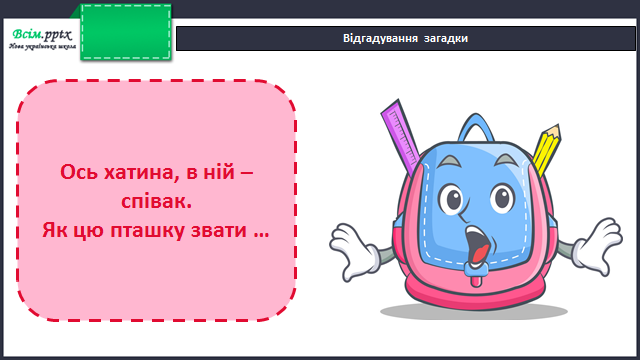 Всім.pptx
Нова українська школа
Відгадування загадки
Ось хатина, в ній –
співак.
Як цю пташку звати ...